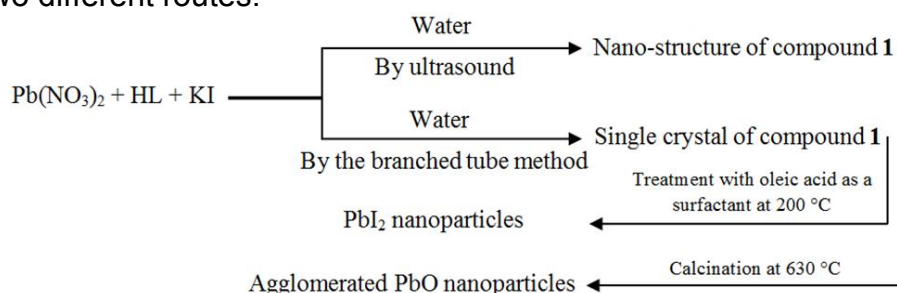 wo different routes.
Water
Nano-structure of compound 1
By ultrasound
Pb(NO₃)₂ + HL + KI
Water
Single crystal of compound 1
By the branched tube method
Treatment with oleic acid as a
surfactant at 200 °C
PbI₂ nanoparticles
Calcination at 630 °C
Agglomerated PbO nanoparticles